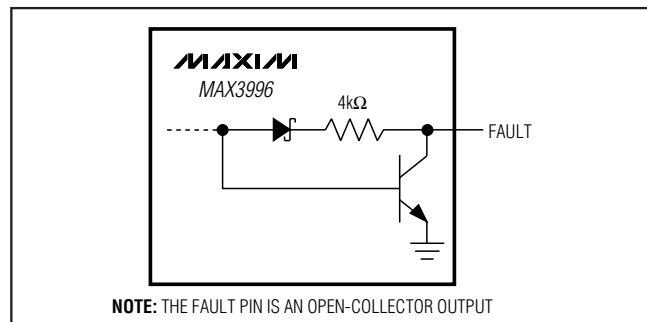 MAXIM
MAX3996
4kΩ
FAULT
NOTE: THE FAULT PIN IS AN OPEN-COLLECTOR OUTPUT